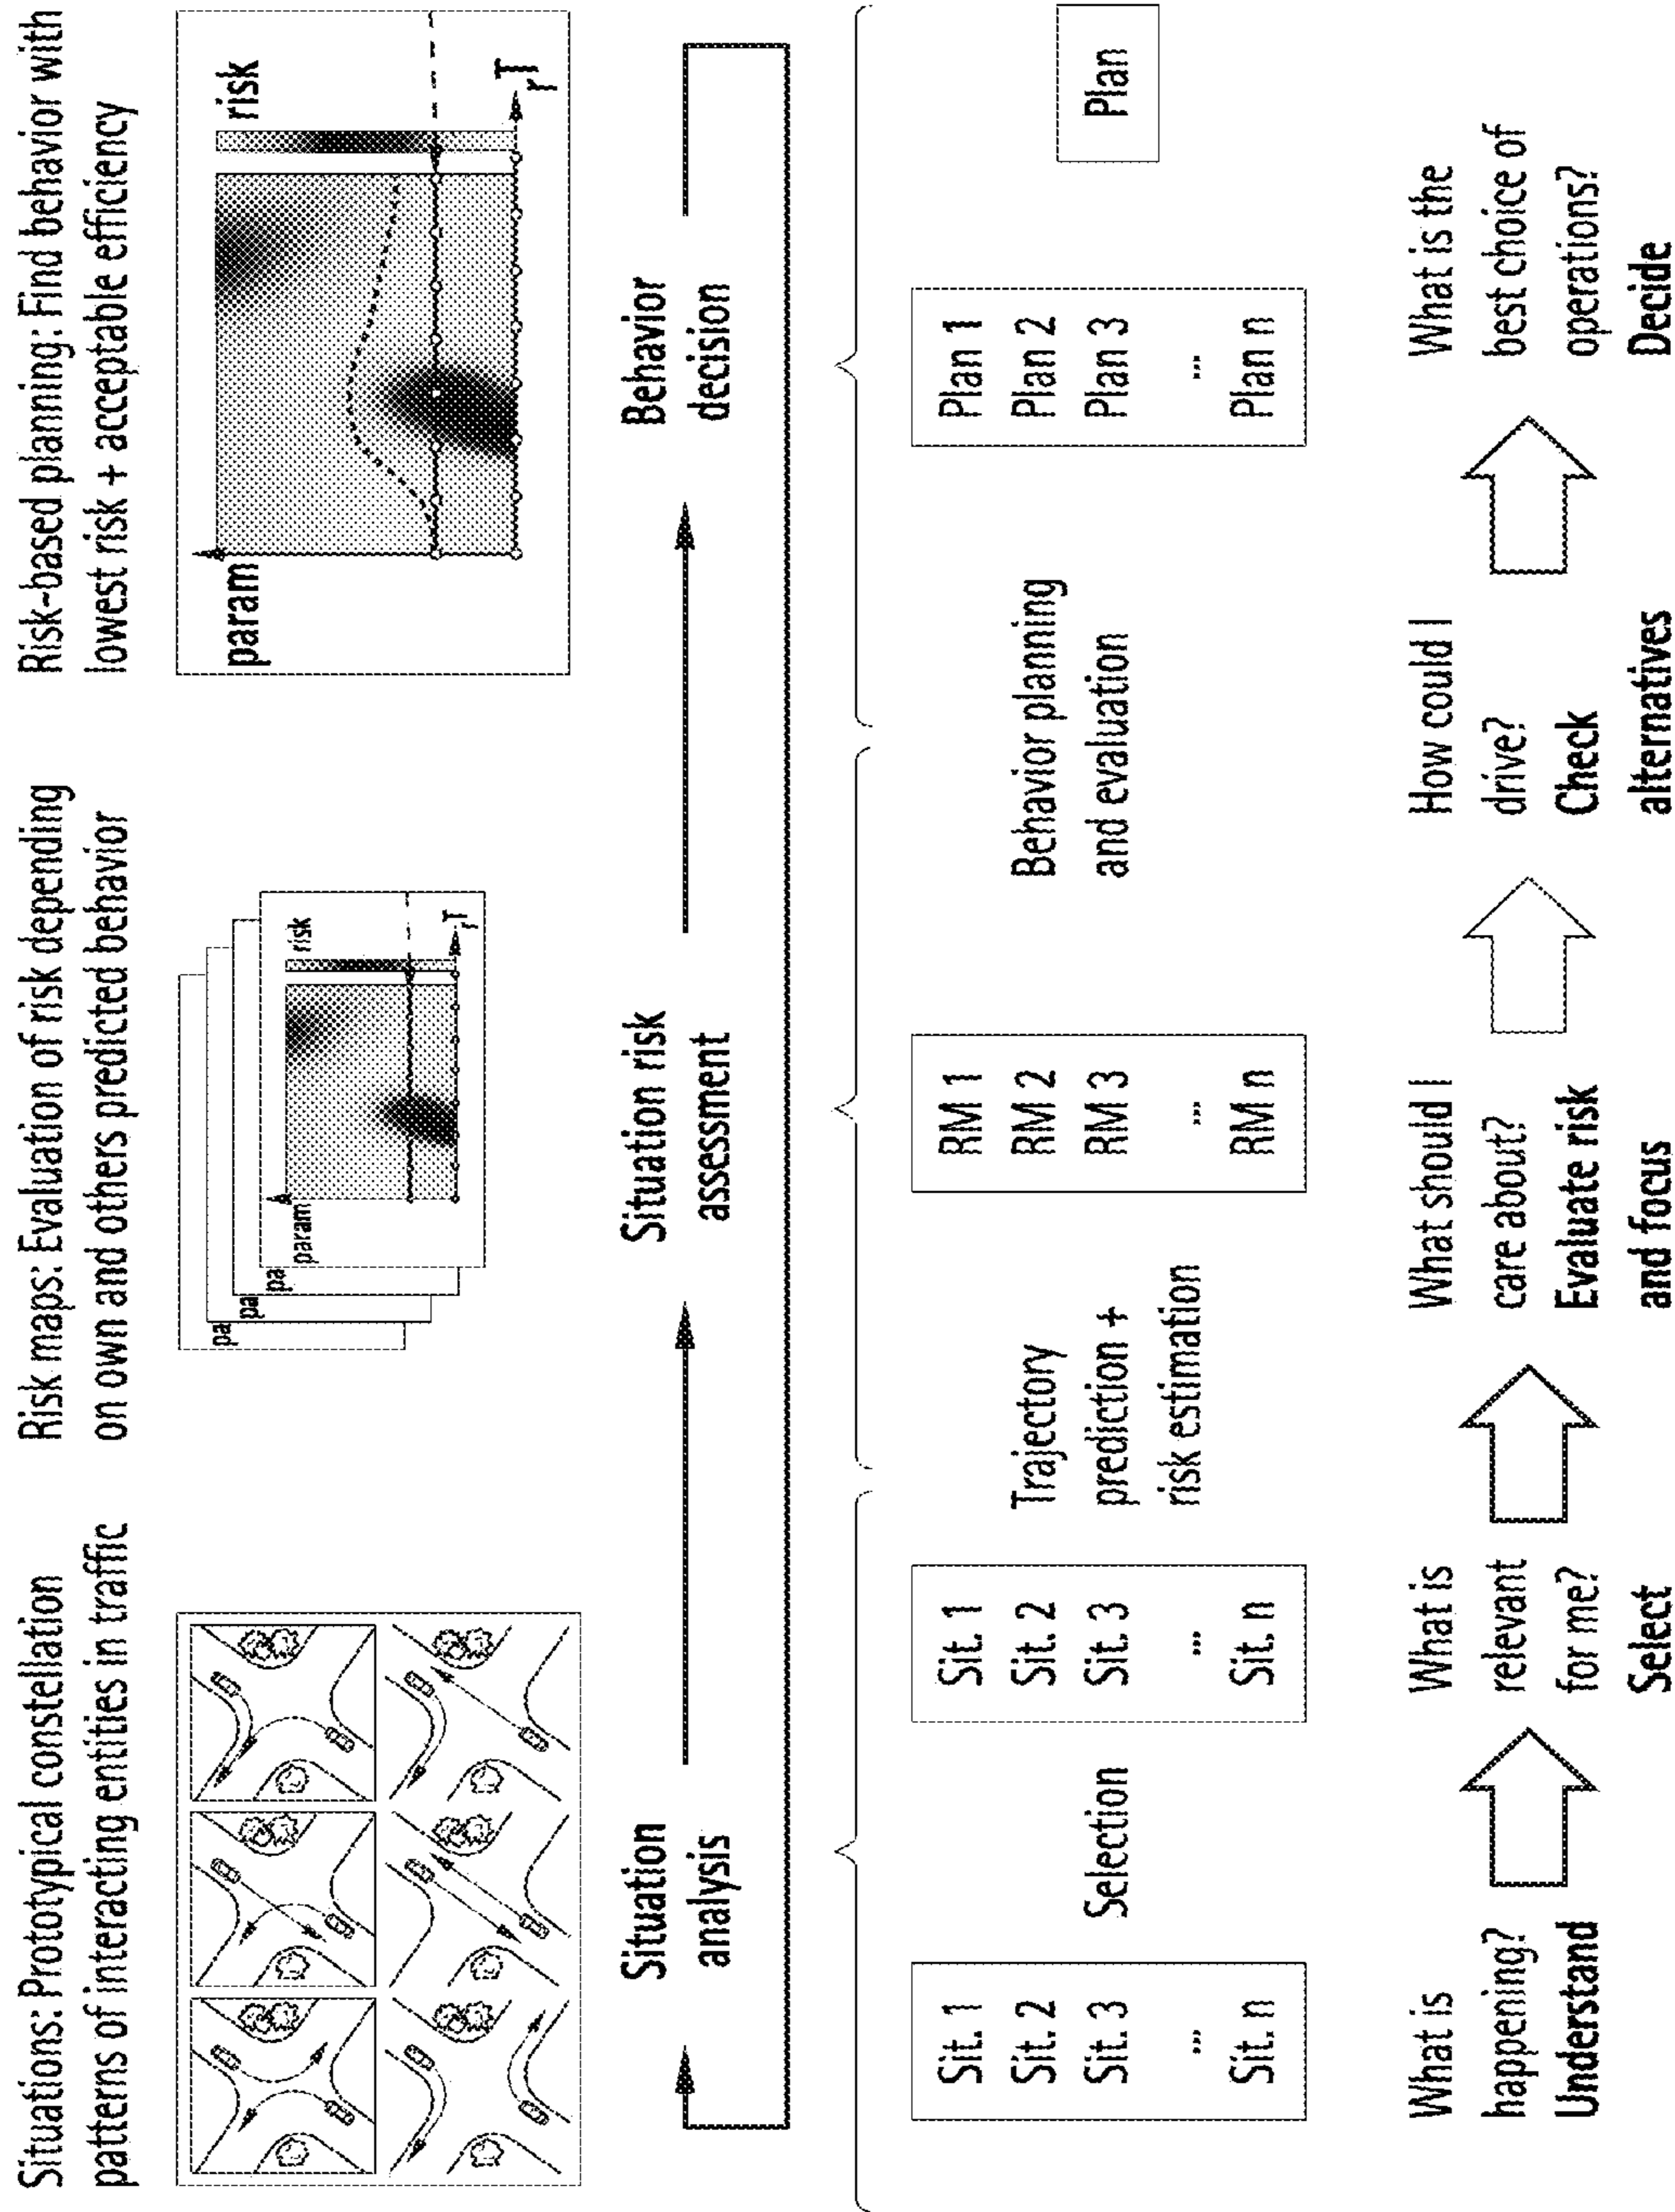 Situations: Prototypical constellation
patterns of interacting entities in traffic
Risk maps: Evaluation of risk depending
on own and others predicted behavior
Risk-based planning: Find behavior with
lowest risk + acceptable efficiency
pa
pa
pa
param
risk
,T
param
risk
,T
Situation
analysis
Situation risk
assessment
Behavior
decision
Sit. 1
Sit. 2
Sit. 3
...
Sit. n
Selection
Sit. 1
Sit. 2
Sit. 3
...
Sit. n
Trajectory
prediction +
risk estimation
RM 1
RM 2
RM 3
...
RM n
Behavior planning
and evaluation
Plan 1
Plan 2
Plan 3
...
Plan n
Plan
What is
happening?
Understand
What is
relevant
for me?
Select
What should I
care about?
Evaluate risk
and focus
How could I
drive?
Check
alternatives
What is the
best choice of
operations?
Decide